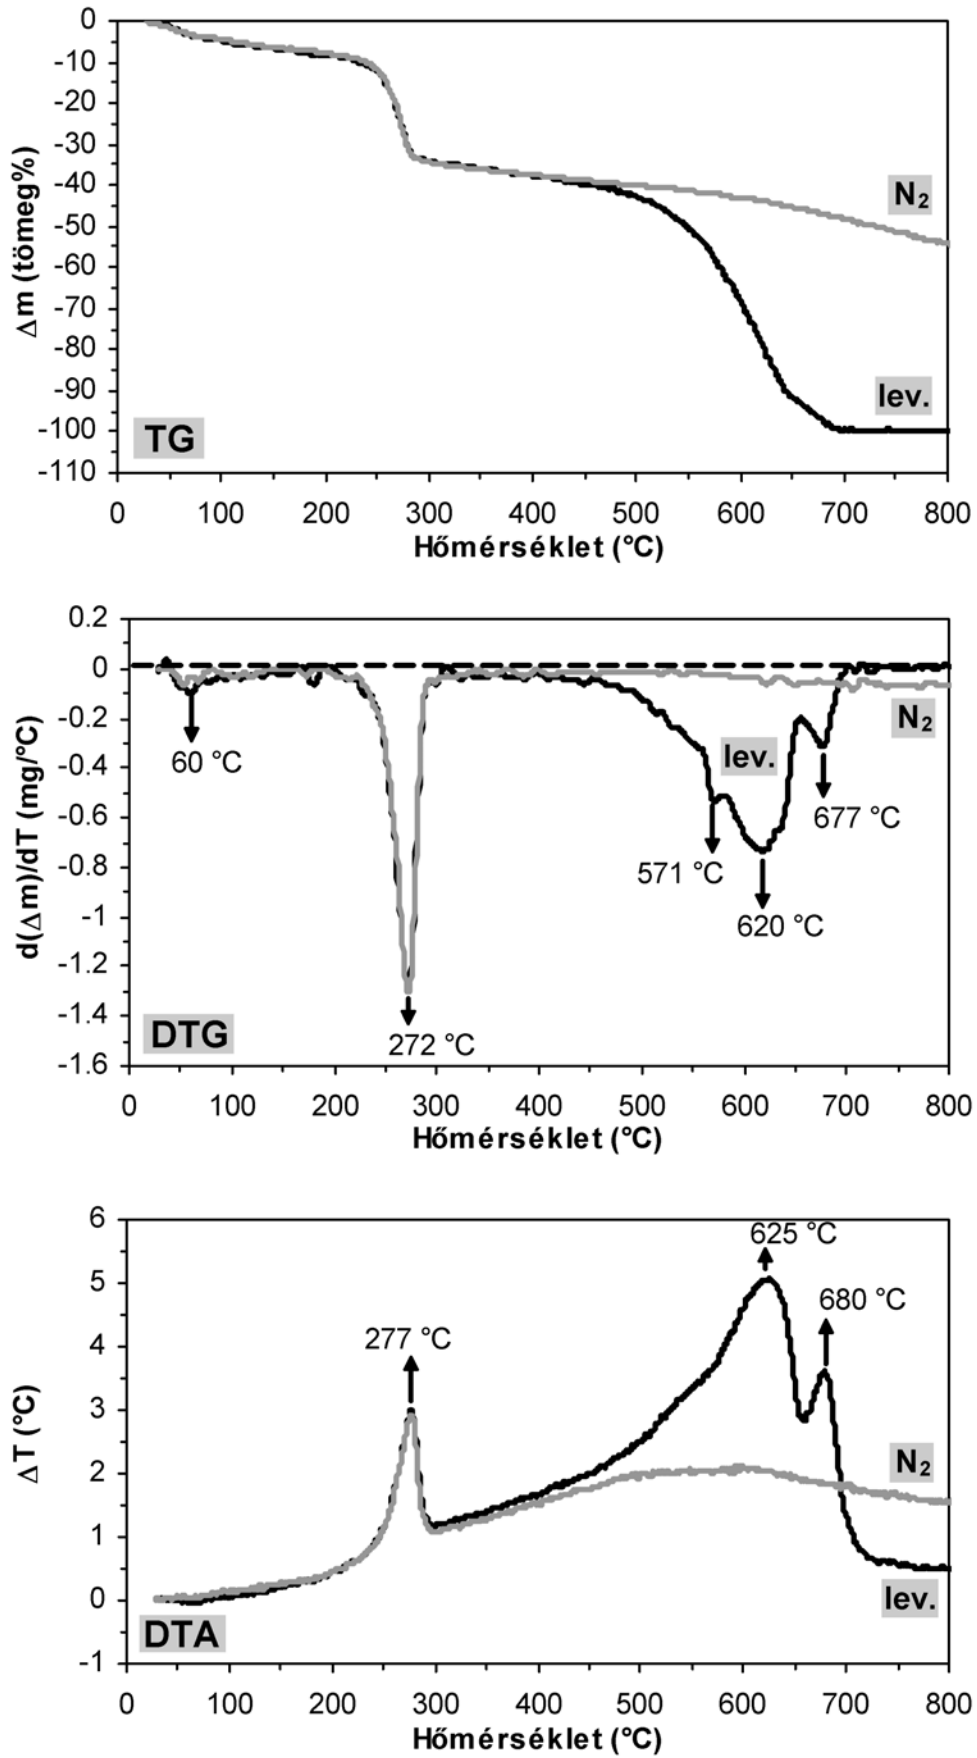 0
-10
-20
-30
-40
-50
-60
-70
-80
-90
-100
-110
Δm (tömeg%)
N2
lev.
TG
0 100 200 300 400 500 600 700 800
Hőmérséklet (°C)
0.2
0
-0.2
-0.4
-0.6
-0.8
-1
-1.2
-1.4
-1.6
d(Δm)/dT (mg/°C)
N2
60 °C
lev.
677 °C
571 °C
620 °C
DTG
272 °C
0 100 200 300 400 500 600 700 800
Hőmérséklet (°C)
6
5
4
3
2
1
0
-1
ΔT (°C)
625 °C
680 °C
277 °C
N2
lev.
DTA
0 100 200 300 400 500 600 700 800
Hőmérséklet (°C)